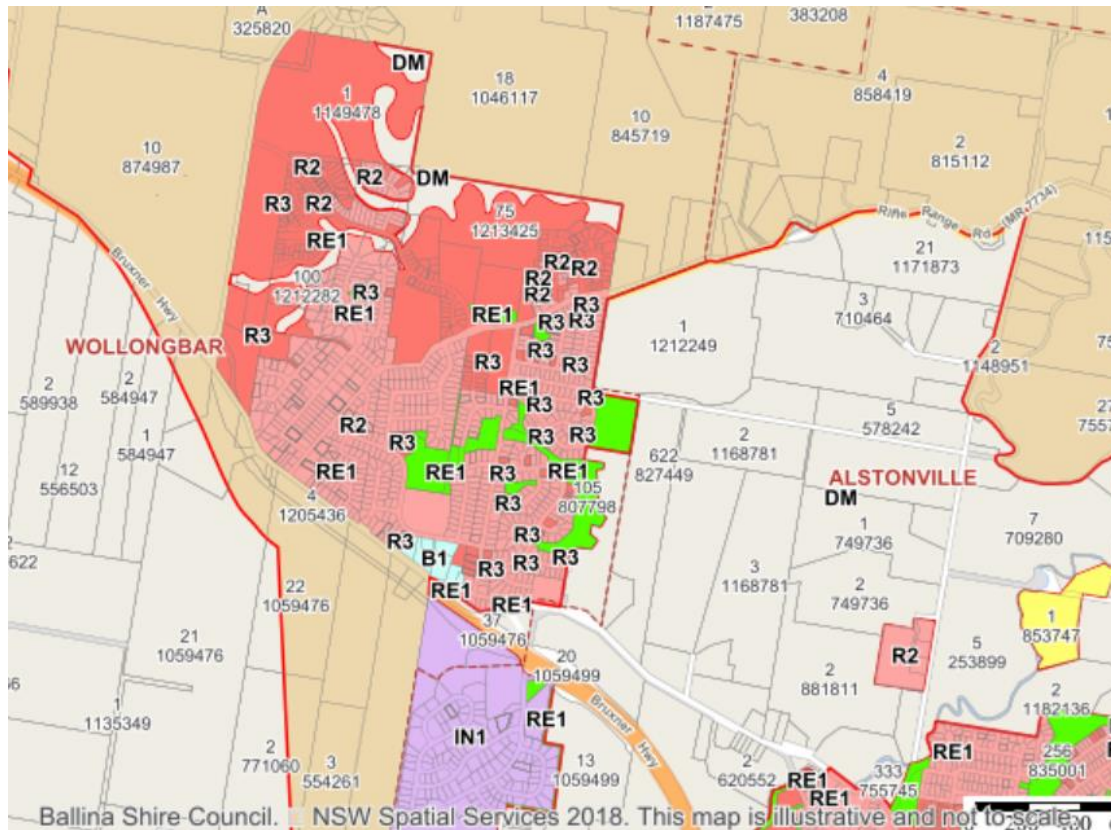 A
325820
2
1187475
383208
DM
18
1046117
4
858419
1
1149478
10
845719
10
874987
2
815112
R2
R2
DM
R3
R2
75
1213425
Rifle Range Rd (MR 7734)
RE1
21
1171873
R2
R2
R2
R2
100
1212282
R3
RE1
R3
3
710464
RE1
R3
R3
Bruxner Hwy
R3
R3
1
1212249
WOLLONGBAR
2
1148951
R3
R3
2
589938
2
584947
RE1
R3
R3
5
578242
1
584947
R2
R3
R3
R3
622
827449
2
1168781
12
556503
RE1
RE1
R3
RE1
ALSTONVILLE
DM
4
1205436
105
807798
R3
1
749736
7
709280
R3
B1
R3
R3
R3
R3
3
1168781
2
749736
22
1059476
RE1
RE1
1
853747
37
1059476
21
1059476
R2
5
253899
20
1059499
2
881811
2
1182136
1
1135349
RE1
Bruxner Hwy
IN1
2
771060
3
554261
13
1059499
2
620552
RE1
RE1
333
755745
RE1
256
835001
Ballina Shire Council.
NSW Spatial Services 2018. This map is illustrative and not to scale.